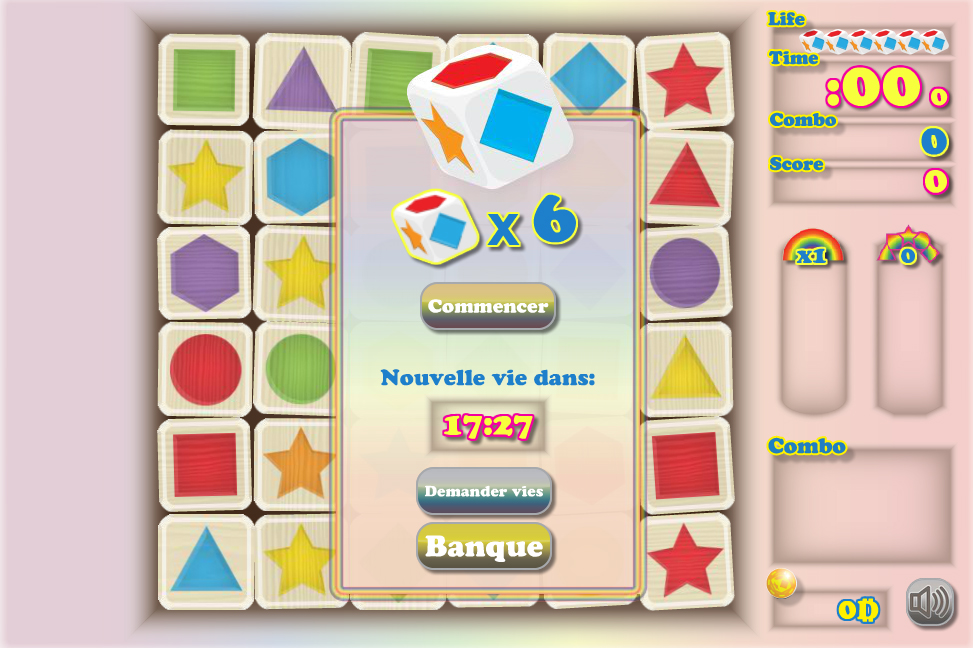 Life
Time
:00 0
Combo
0
Score
0
x1
0
x 6
Commencer
Nouvelle vie dans:
17:27
Demander vies
Banque
Combo
0₫